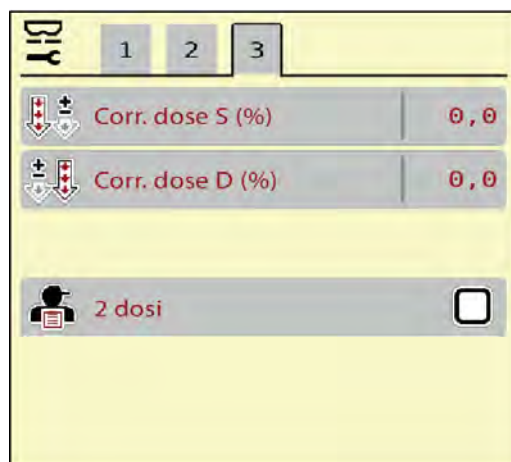 1 2 3
± Corr. dose S (%) 0,0
± Corr. dose D (%) 0,0
2 dosi